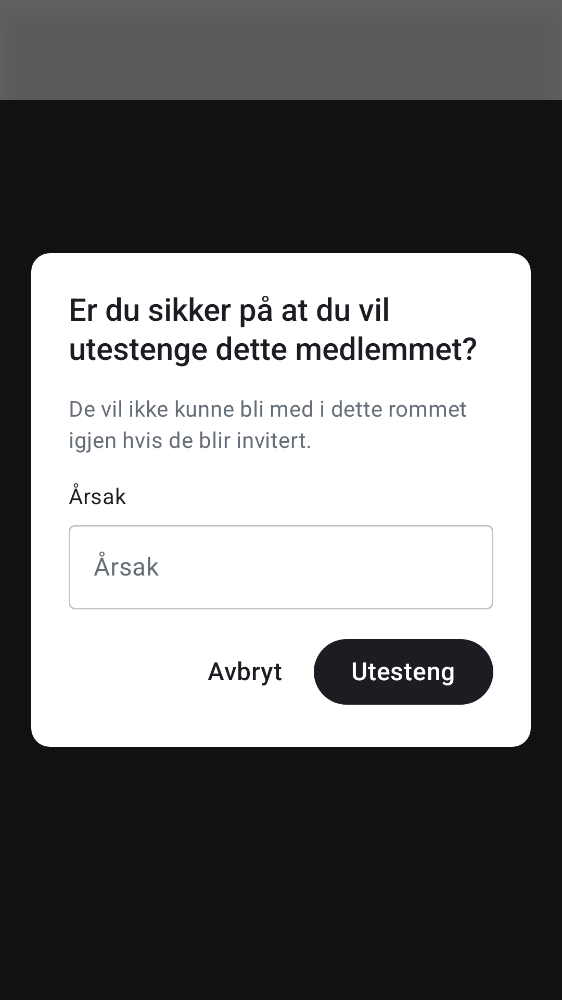 Er du sikker på at du vil
utestenge dette medlemmet?
De vil ikke kunne bli med i dette rommet
igjen hvis de blir invitert.
Årsak
Årsak
Avbryt
Utesteng